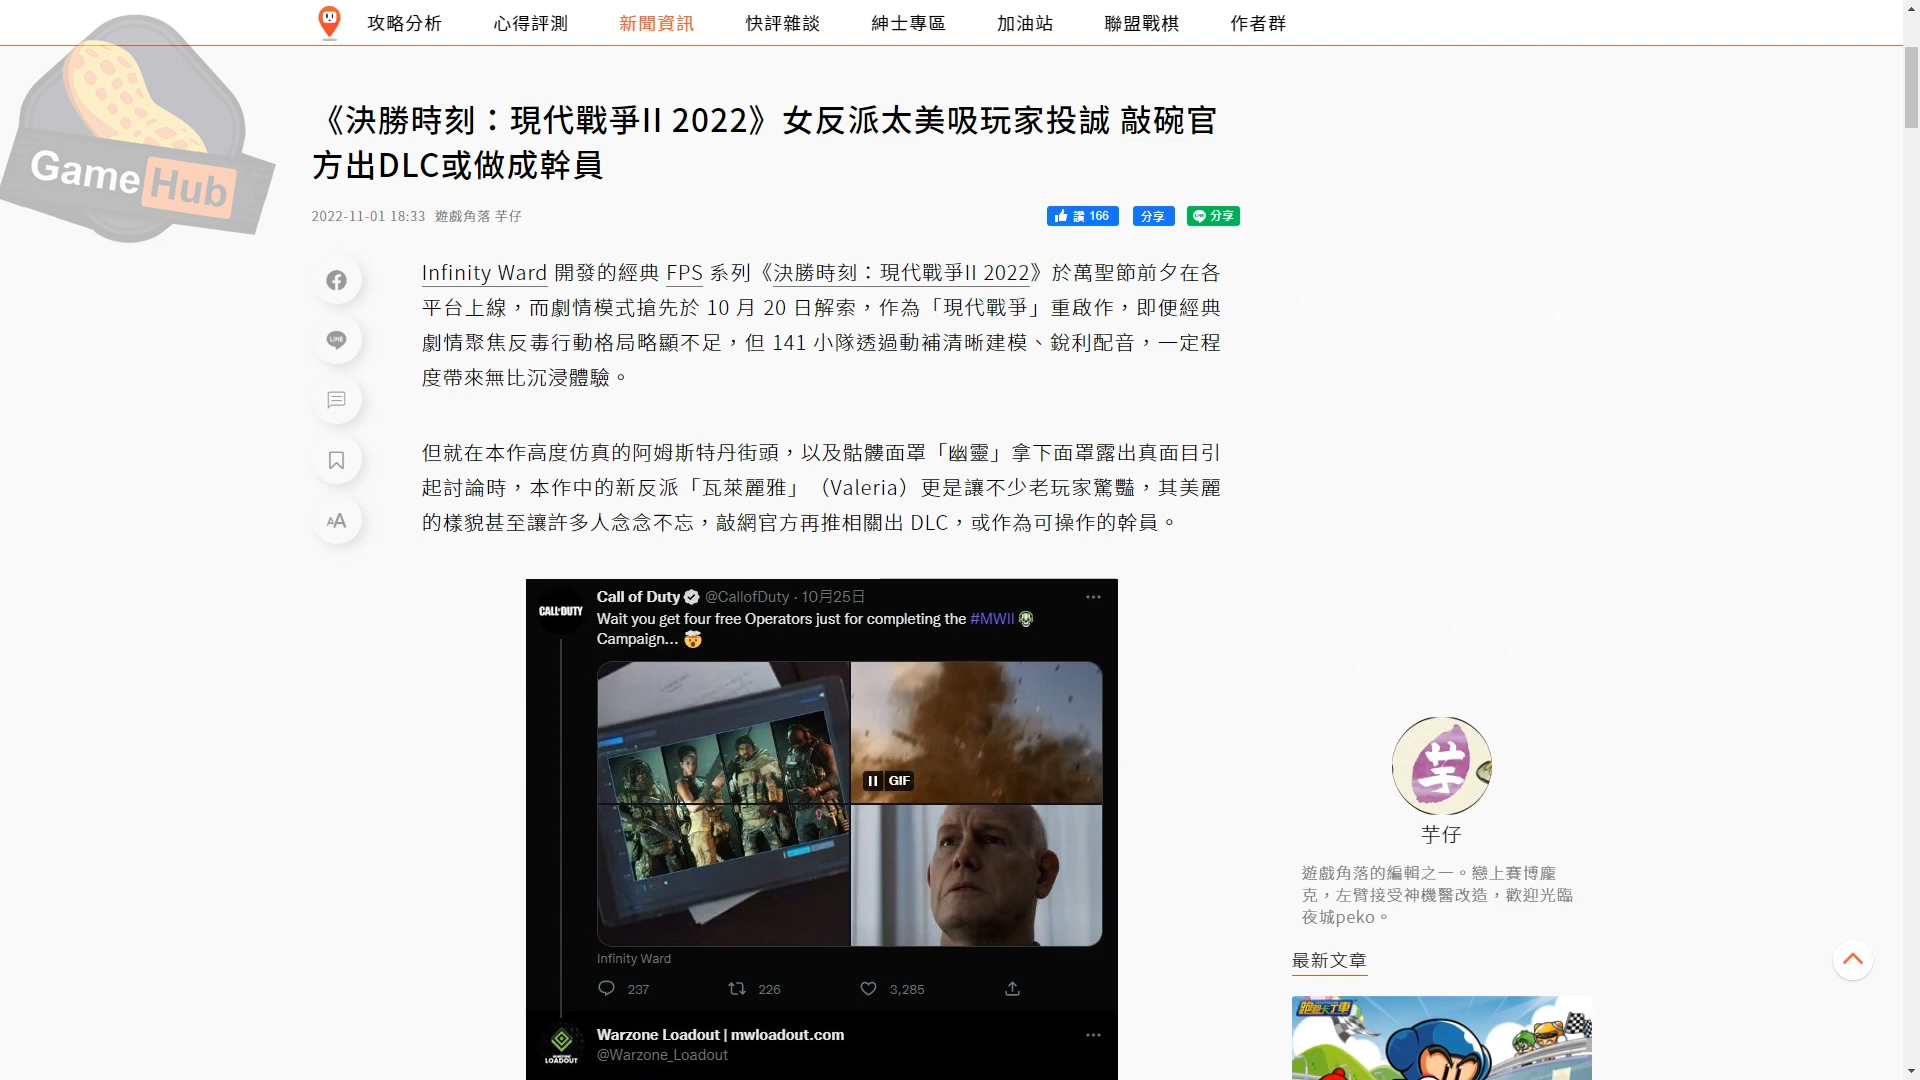 攻略分析 心得評測 新聞資訊 快評雜談 紳士專區 加油站 聯盟戰棋 作者群
Game Hub
《決勝時刻：現代戰爭II 2022》女反派太美吸玩家投誠 敲碗官
方出DLC或做成幹員
2022-11-01 18:33 遊戲角落 芋仔
讚 166 分享 分享
Infinity Ward 開發的經典 FPS 系列《決勝時刻：現代戰爭II 2022》於萬聖節前夕在各
平台上線，而劇情模式搶先於 10 月 20 日解索，作為「現代戰爭」重啟作，即便經典
劇情聚焦反毒行動格局略顯不足，但 141 小隊透過動補清晰建模、銳利配音，一定程
度帶來無比沉浸體驗。
但就在本作高度仿真的阿姆斯特丹街頭，以及骷髏面罩「幽靈」拿下面罩露出真面目引
起討論時，本作中的新反派「瓦萊麗雅」（Valeria）更是讓不少老玩家驚豔，其美麗
的樣貌甚至讓許多人念念不忘，敲網官方再推相關出 DLC，或作為可操作的幹員。
LINE
AA
CALL OF DUTY
Call of Duty @CallofDuty · 10月25日
Wait you get four free Operators just for completing the #MWII
Campaign...
GIF
Infinity Ward
237 226 3,285
WARZONE
LOADOUT
Warzone Loadout | mwloadout.com
@Warzone_Loadout
芋
芋仔
遊戲角落的編輯之一。戀上賽博龐
克，左臂接受神機醫改造，歡迎光臨
夜城peko。
最新文章
跑跑卡丁車